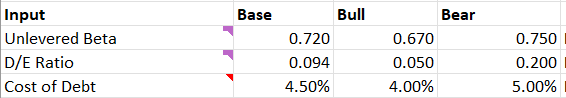 Input Base Bull Bear
Unlevered Beta 0.720 0.670 0.750
D/E Ratio 0.094 0.050 0.200
Cost of Debt 4.50% 4.00% 5.00%